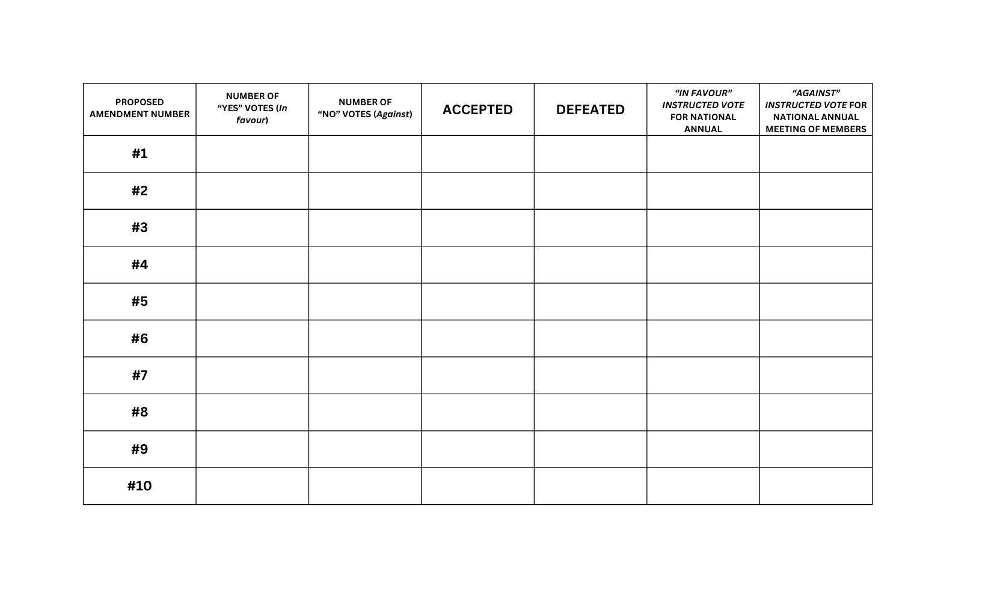 PROPOSED
AMENDMENT NUMBER
NUMBER OF
“YES” VOTES (In
favour)
NUMBER OF
“NO” VOTES (Against)
ACCEPTED
DEFEATED
“IN FAVOUR”
INSTRUCTED VOTE
FOR NATIONAL
ANNUAL
“AGAINST”
INSTRUCTED VOTE FOR
NATIONAL ANNUAL
MEETING OF MEMBERS
#1
#2
#3
#4
#5
#6
#7
#8
#9
#10